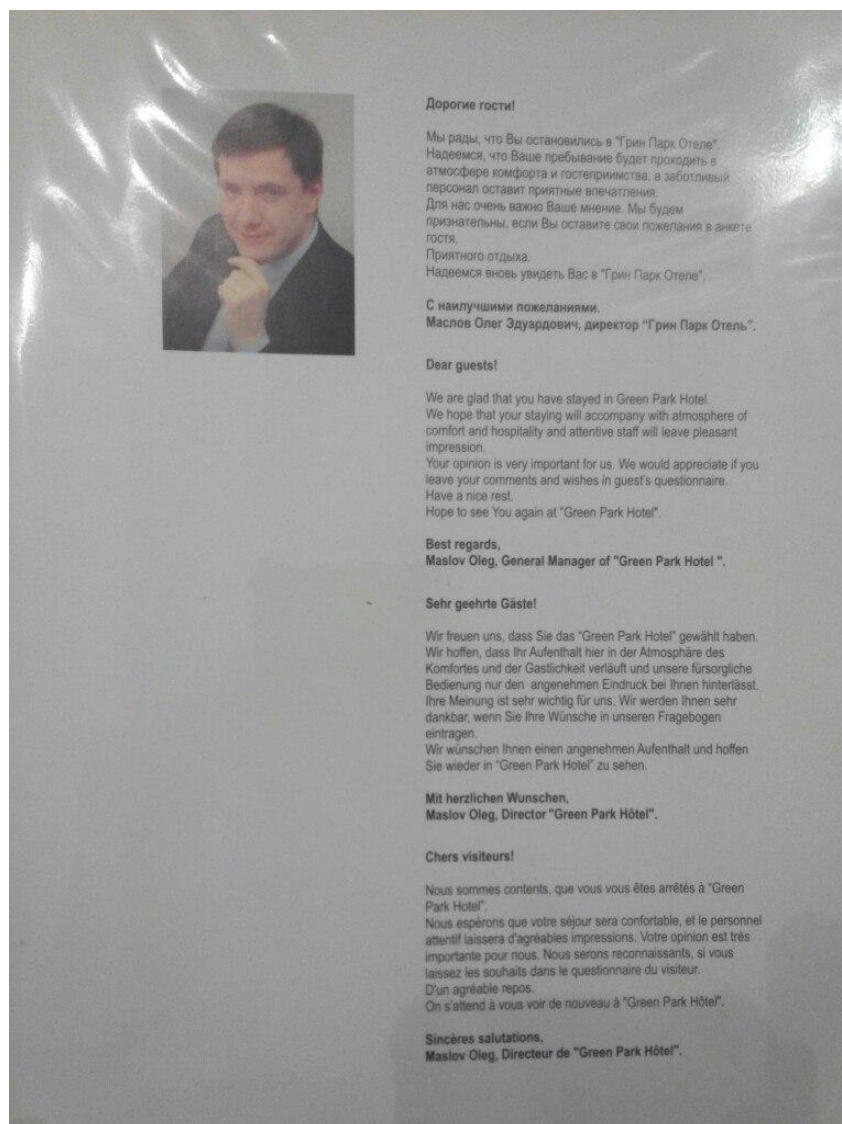 Дорогие гости!
Мы рады, что Вы остановились в "Грин Парк Отеле".
Надеемся, что Ваше пребывание будет проходить в
атмосфере комфорта и гостеприимства, а заботливый
персонал оставит приятные впечатления.
Для нас очень важно Ваше мнение. Мы будем
признательны, если Вы оставите свои пожелания в анкете
гостя.
Приятного отдыха.
Надеемся вновь увидеть Вас в "Грин Парк Отеле".
С наилучшими пожеланиями.
Маслов Олег Эдуардович, директор "Грин Парк Отель".
Dear guests!
We are glad that you have stayed in Green Park Hotel.
We hope that your staying will accompany with atmosphere of
comfort and hospitality and attentive staff will leave pleasant
impression.
Your opinion is very important for us. We would appreciate if you
leave your comments and wishes in guest's questionnaire.
Have a nice rest.
Hope to see You again at "Green Park Hotel".
Best regards,
Maslov Oleg, General Manager of "Green Park Hotel ".
Sehr geehrte Gäste!
Wir freuen uns, dass Sie das "Green Park Hotel" gewählt haben.
Wir hoffen, dass Ihr Aufenthalt hier in der Atmosphäre des
Komfortes und der Gastlichkeit verläuft und unsere fürsorgliche
Bedienung nur den angenehmen Eindruck bei Ihnen hinterlässt.
Ihre Meinung ist sehr wichtig für uns. Wir werden Ihnen sehr
dankbar, wenn Sie Ihre Wünsche in unseren Fragebogen
eintragen.
Wir wünschen Ihnen einen angenehmen Aufenthalt und hoffen
Sie wieder in "Green Park Hotel" zu sehen.
Mit herzlichen Wunschen,
Maslov Oleg, Director "Green Park Hôtel".
Chers visiteurs!
Nous sommes contents, que vous vous êtes arrêtés à "Green
Park Hotel".
Nous espérons que votre séjour sera confortable, et le personnel
attentif laissera d'agréables impressions. Votre opinion est très
importante pour nous. Nous serons reconnaissants, si vous
laissez les souhaits dans le questionnaire du visiteur.
D'un agréable repos.
On s'attend à vous voir de nouveau à "Green Park Hôtel".
Sincères salutations,
Maslov Oleg, Directeur de "Green Park Hôtel".